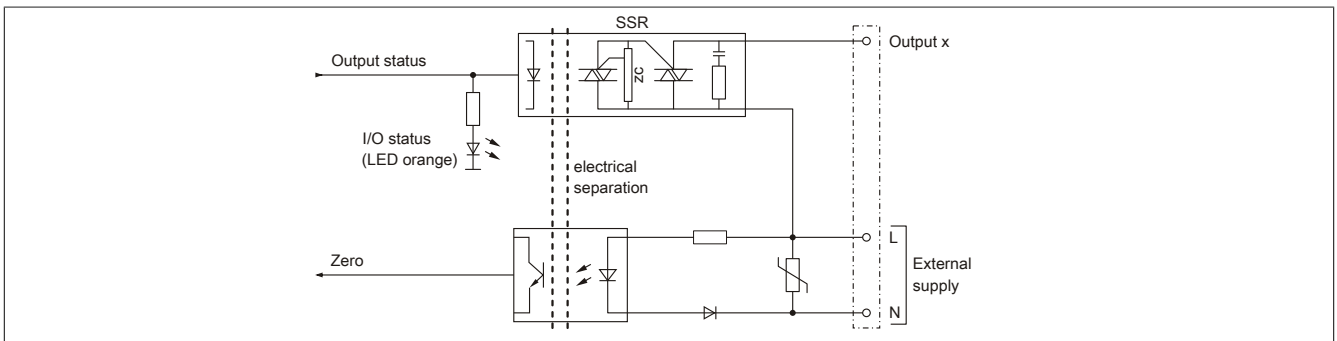 SSR
Output status
Output x
ZC
I/O status
(LED orange)
electrical
separation
Zero
L
External
supply
N